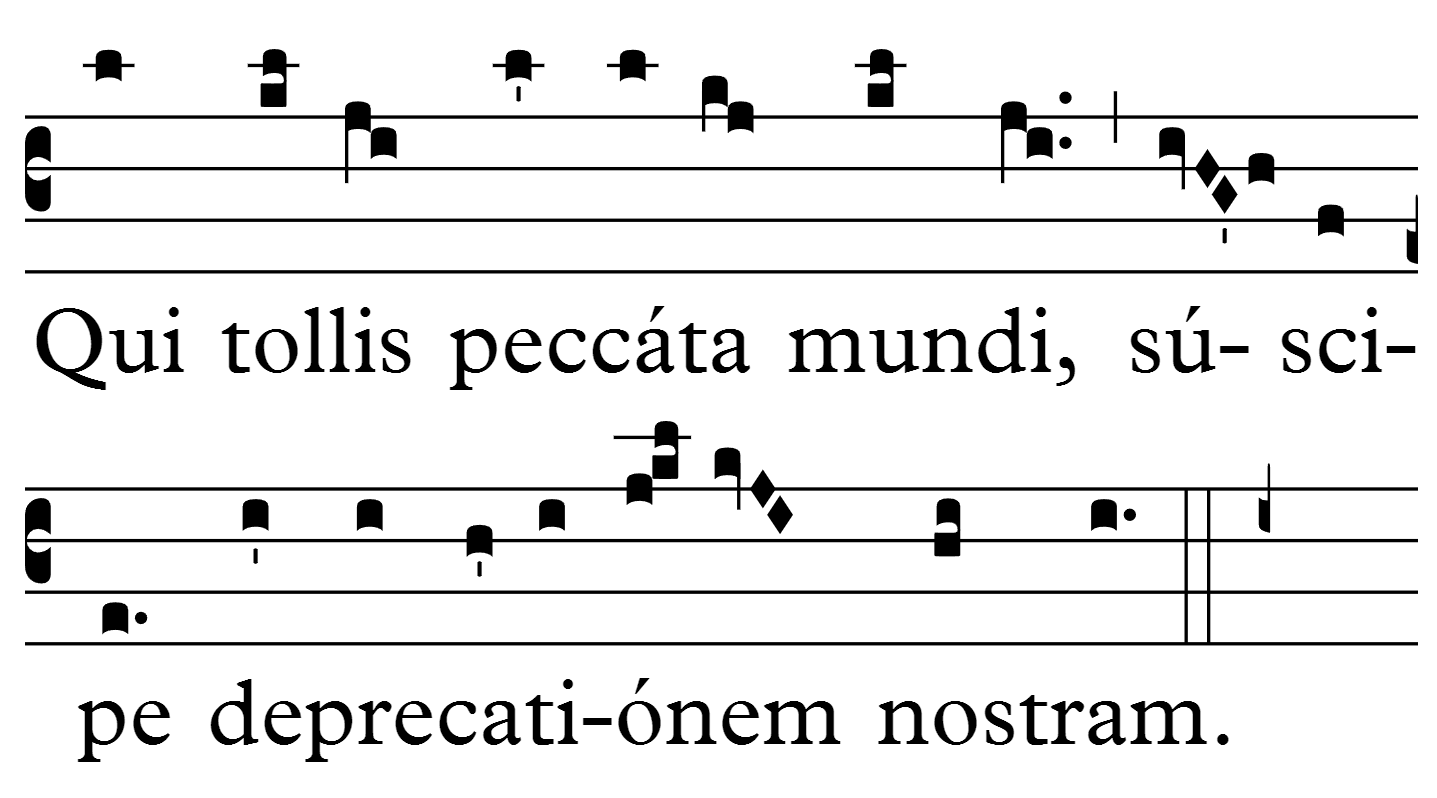 Qui tollis peccáta mundi, sú- sci-
pe deprecati-ónem nostram.